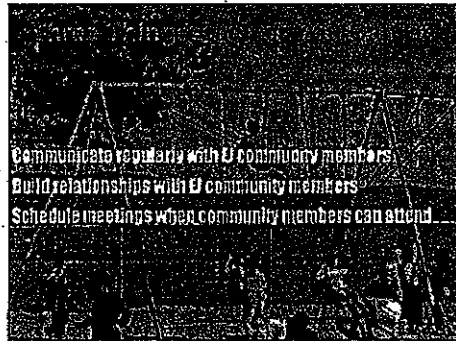 Communicate regularly with EJ community members
Build relationships with EJ community members
Schedule meetings when community members can attend